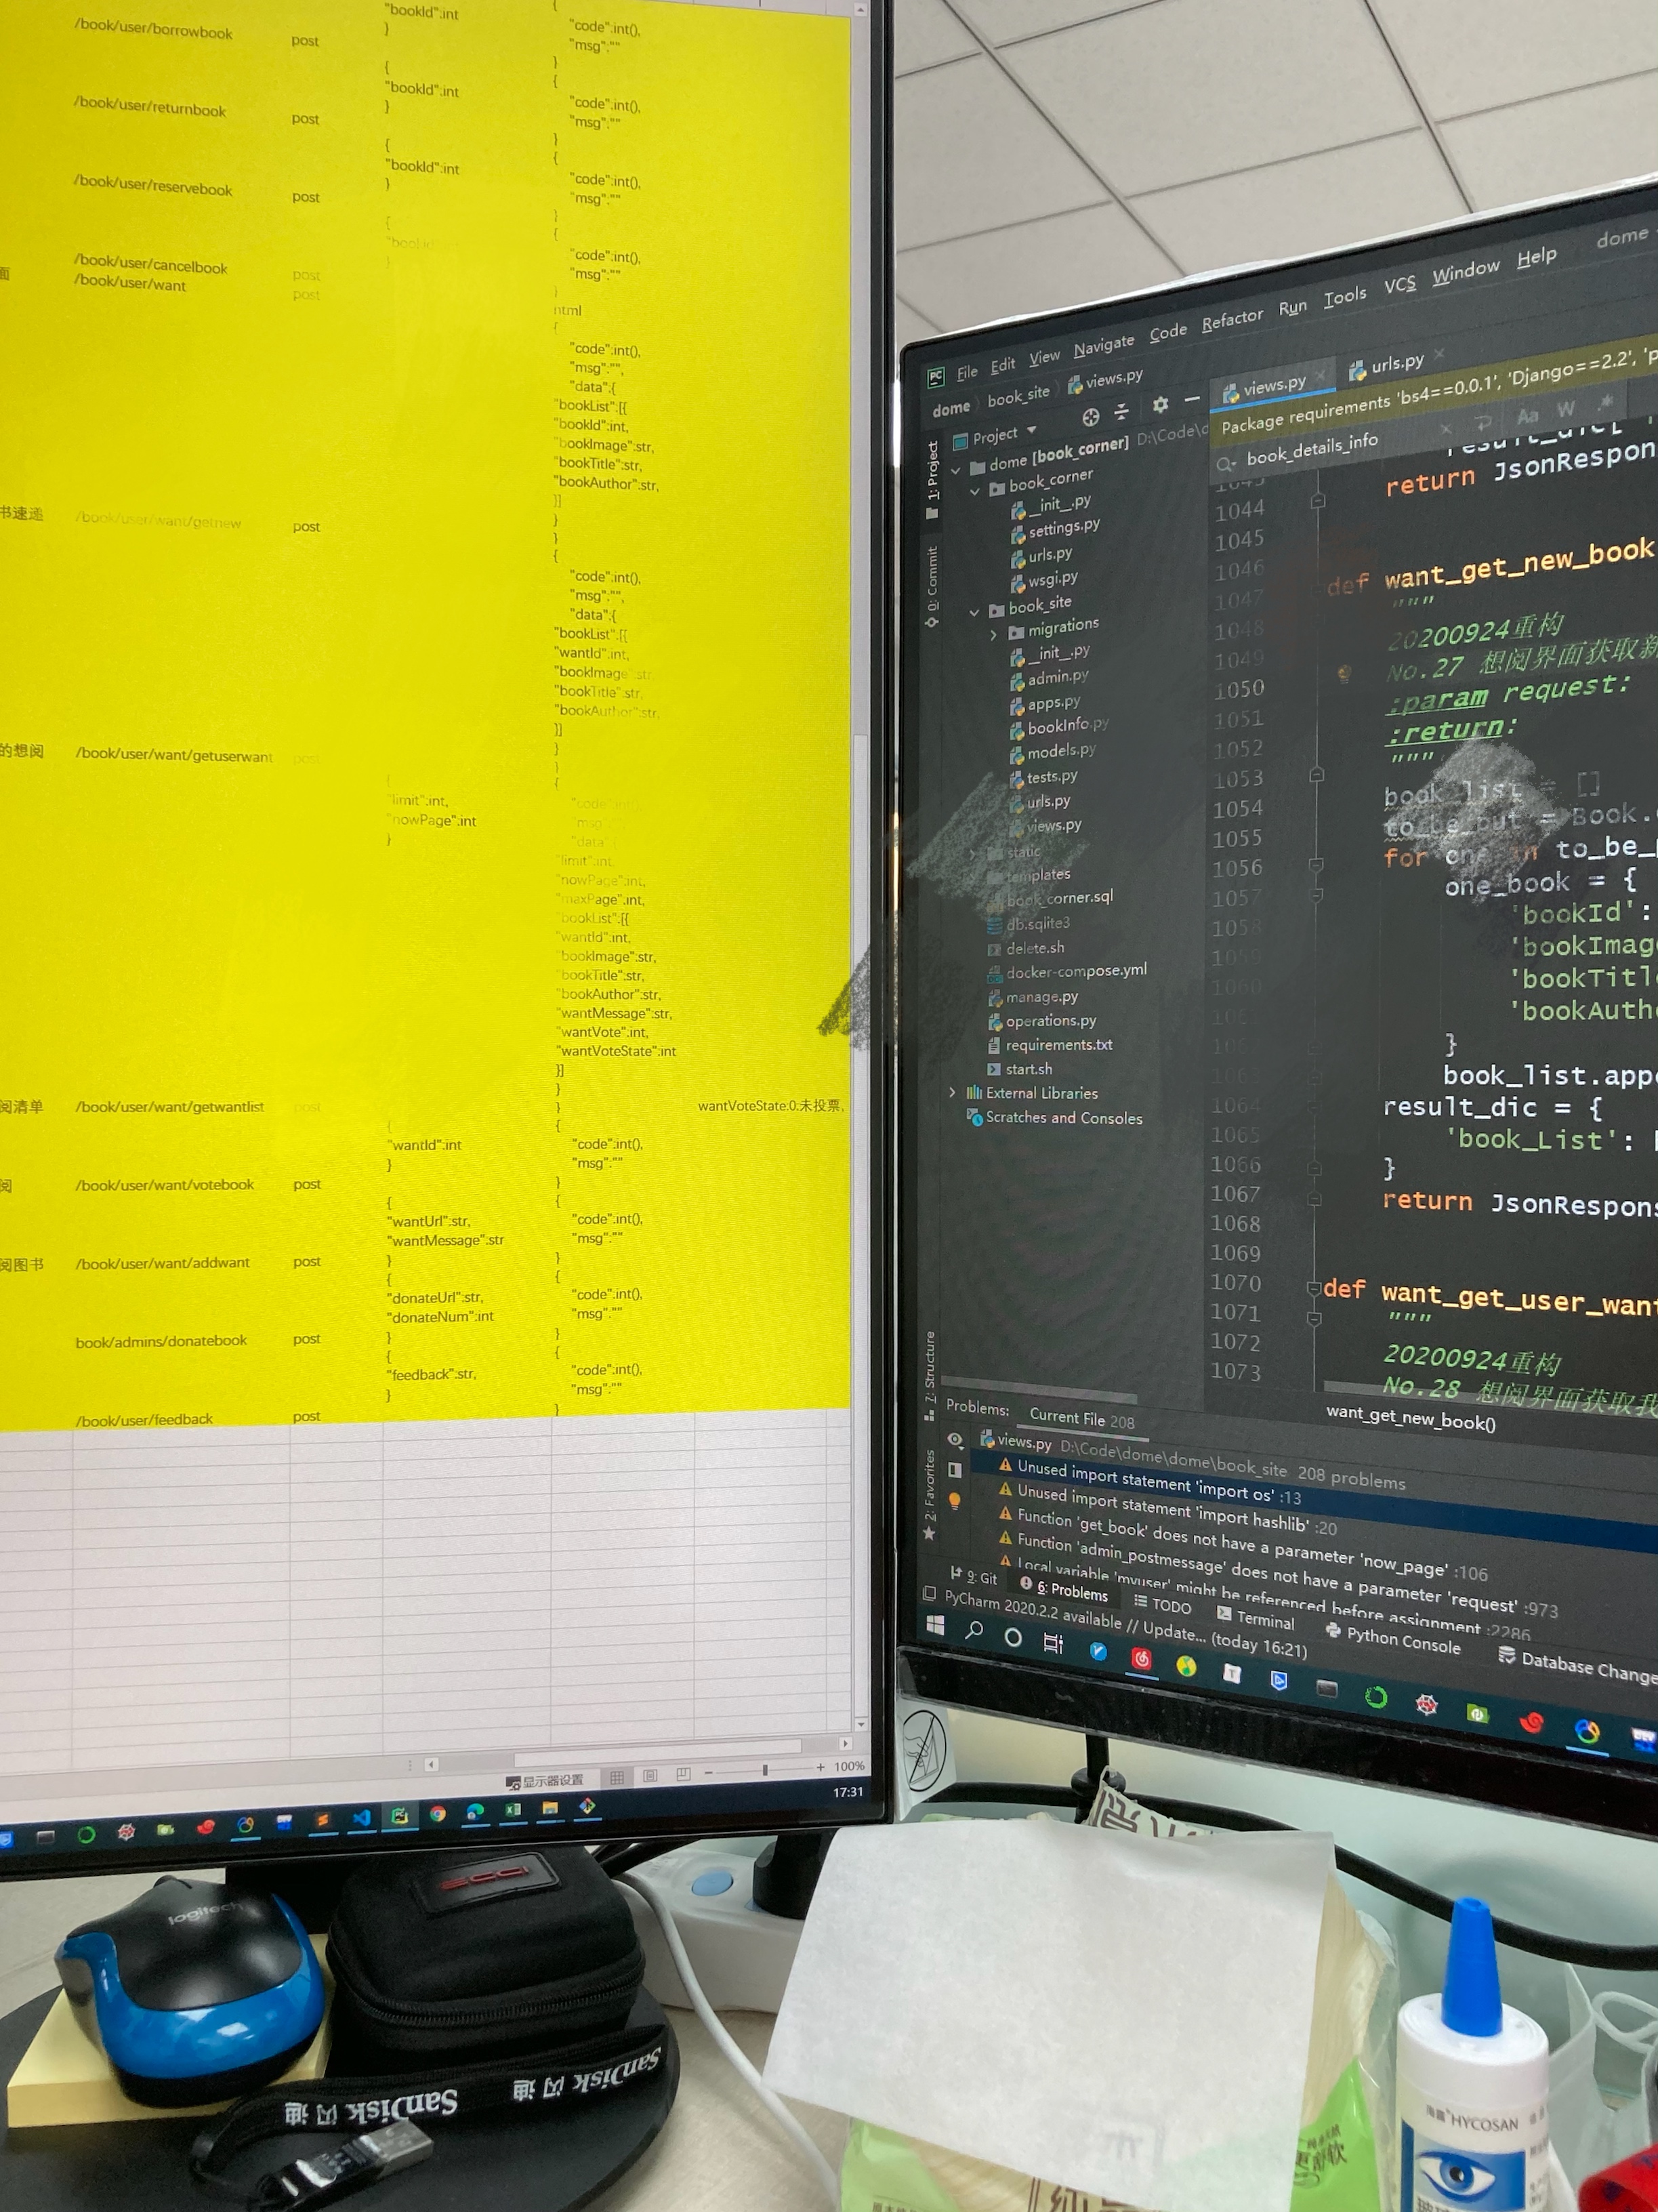 "bookId":int
}
{
/book/user/borrowbook
post
"code":int(),
"msg":""
}
{
"bookId":int
}
{
/book/user/returnbook
post
"code":int(),
"msg":""
}
{
"bookId":int
}
{
/book/user/reservebook
post
"code":int(),
"msg":""
}
{
{
/book/user/cancelbook
post
"code":int(),
"msg":""
}
面
/book/user/want
post
html
{
"code":int(),
"msg":"",
"data":{
"bookList":[{
"bookId":int,
"bookImage":str,
"bookTitle":str,
"bookAuthor":str,
}]
}
}
书速递
/book/user/want/getnew
post
{
"code":int(),
"msg":"",
"data":{
"bookList":[{
"wantId":int,
"bookImage":str,
"bookTitle":str,
"bookAuthor":str,
}]
}
}
的想阅
/book/user/want/getuserwant
post
{
"limit":int,
"nowPage":int
}
{
"code":int(),
"msg
"data":{
"limit":int,
"nowPage":int,
"maxPage":int,
"bookList":[{
"wantId":int,
"bookImage":str,
"bookTitle":str,
"bookAuthor":str,
"wantMessage":str,
"wantVote":int,
"wantVoteState":int
}]
}
}
阅清单
/book/user/want/getwantlist
post
wantVoteState:0:未投票,
{
"wantId":int
}
{
"code":int(),
"msg":""
}
阅
/book/user/want/votebook
post
{
"wantUrl":str,
"wantMessage":str
}
{
"code":int(),
"msg":""
}
阅图书
/book/user/want/addwant
post
{
"donateUrl":str,
"donateNum":int
}
{
"code":int(),
"msg":""
}
book/admins/donatebook
post
{
"feedback":str,
}
{
"code":int(),
"msg":""
}
/book/user/feedback
post
显示器设置
100%
17:31
PC File Edit View Navigate Code Refactor Run Tools VCS Window Help dome
dome book_site views.py
views.py urls.py
Package requirements 'bs4==0.0.1', 'Django==2.2',
Project
book_details_info
Aa W .*
1: Project
0: Commit
7: Structure
2: Favorites
dome [book_corner] D:\Code\d
book_corner
__init__.py
settings.py
urls.py
wsgi.py
book_site
migrations
__init__.py
admin.py
apps.py
bookInfo.py
models.py
tests.py
urls.py
views.py
static
templates
book_corner.sql
db.sqlite3
delete.sh
docker-compose.yml
manage.py
operations.py
requirements.txt
start.sh
External Libraries
Scratches and Consoles
1044
1045
1046
1047
1048
1049
1050
1051
1052
1053
1054
1055
1056
1057
1058
1059
1060
1064
1065
1066
1067
1068
1069
1070
1071
1072
1073
return JsonRespon
def want_get_new_book
"""
20200924重构
No.27 想阅界面获取新
:param request:
:return:
"""
book_list = []
to_be_put = Book.
for one in to_be_
one_book = {
'bookId':
'bookImag
'bookTitl
'bookAuth
}
book_list.appe
result_dic = {
'book_List':
}
return JsonRespons
def want_get_user_want
"""
20200924重构
No.28 想阅界面获取我
want_get_new_book()
Problems: Current File 208
views.py D:\Code\dome\dome\book_site 208 problems
Unused import statement 'import os' :13
Unused import statement 'import hashlib' :20
Function 'get_book' does not have a parameter 'now_page' :106
Function 'admin_postmessage' does not have a parameter 'request' :973
Local variable 'myuser' might be referenced before assignment :2286
9: Git 6: Problems TODO Terminal Python Console Database Change
PyCharm 2020.2.2 available // Update... (today 16:21)
logitech
SanDisk 闪迪
SanDisk 闪迪
HYCOSAN